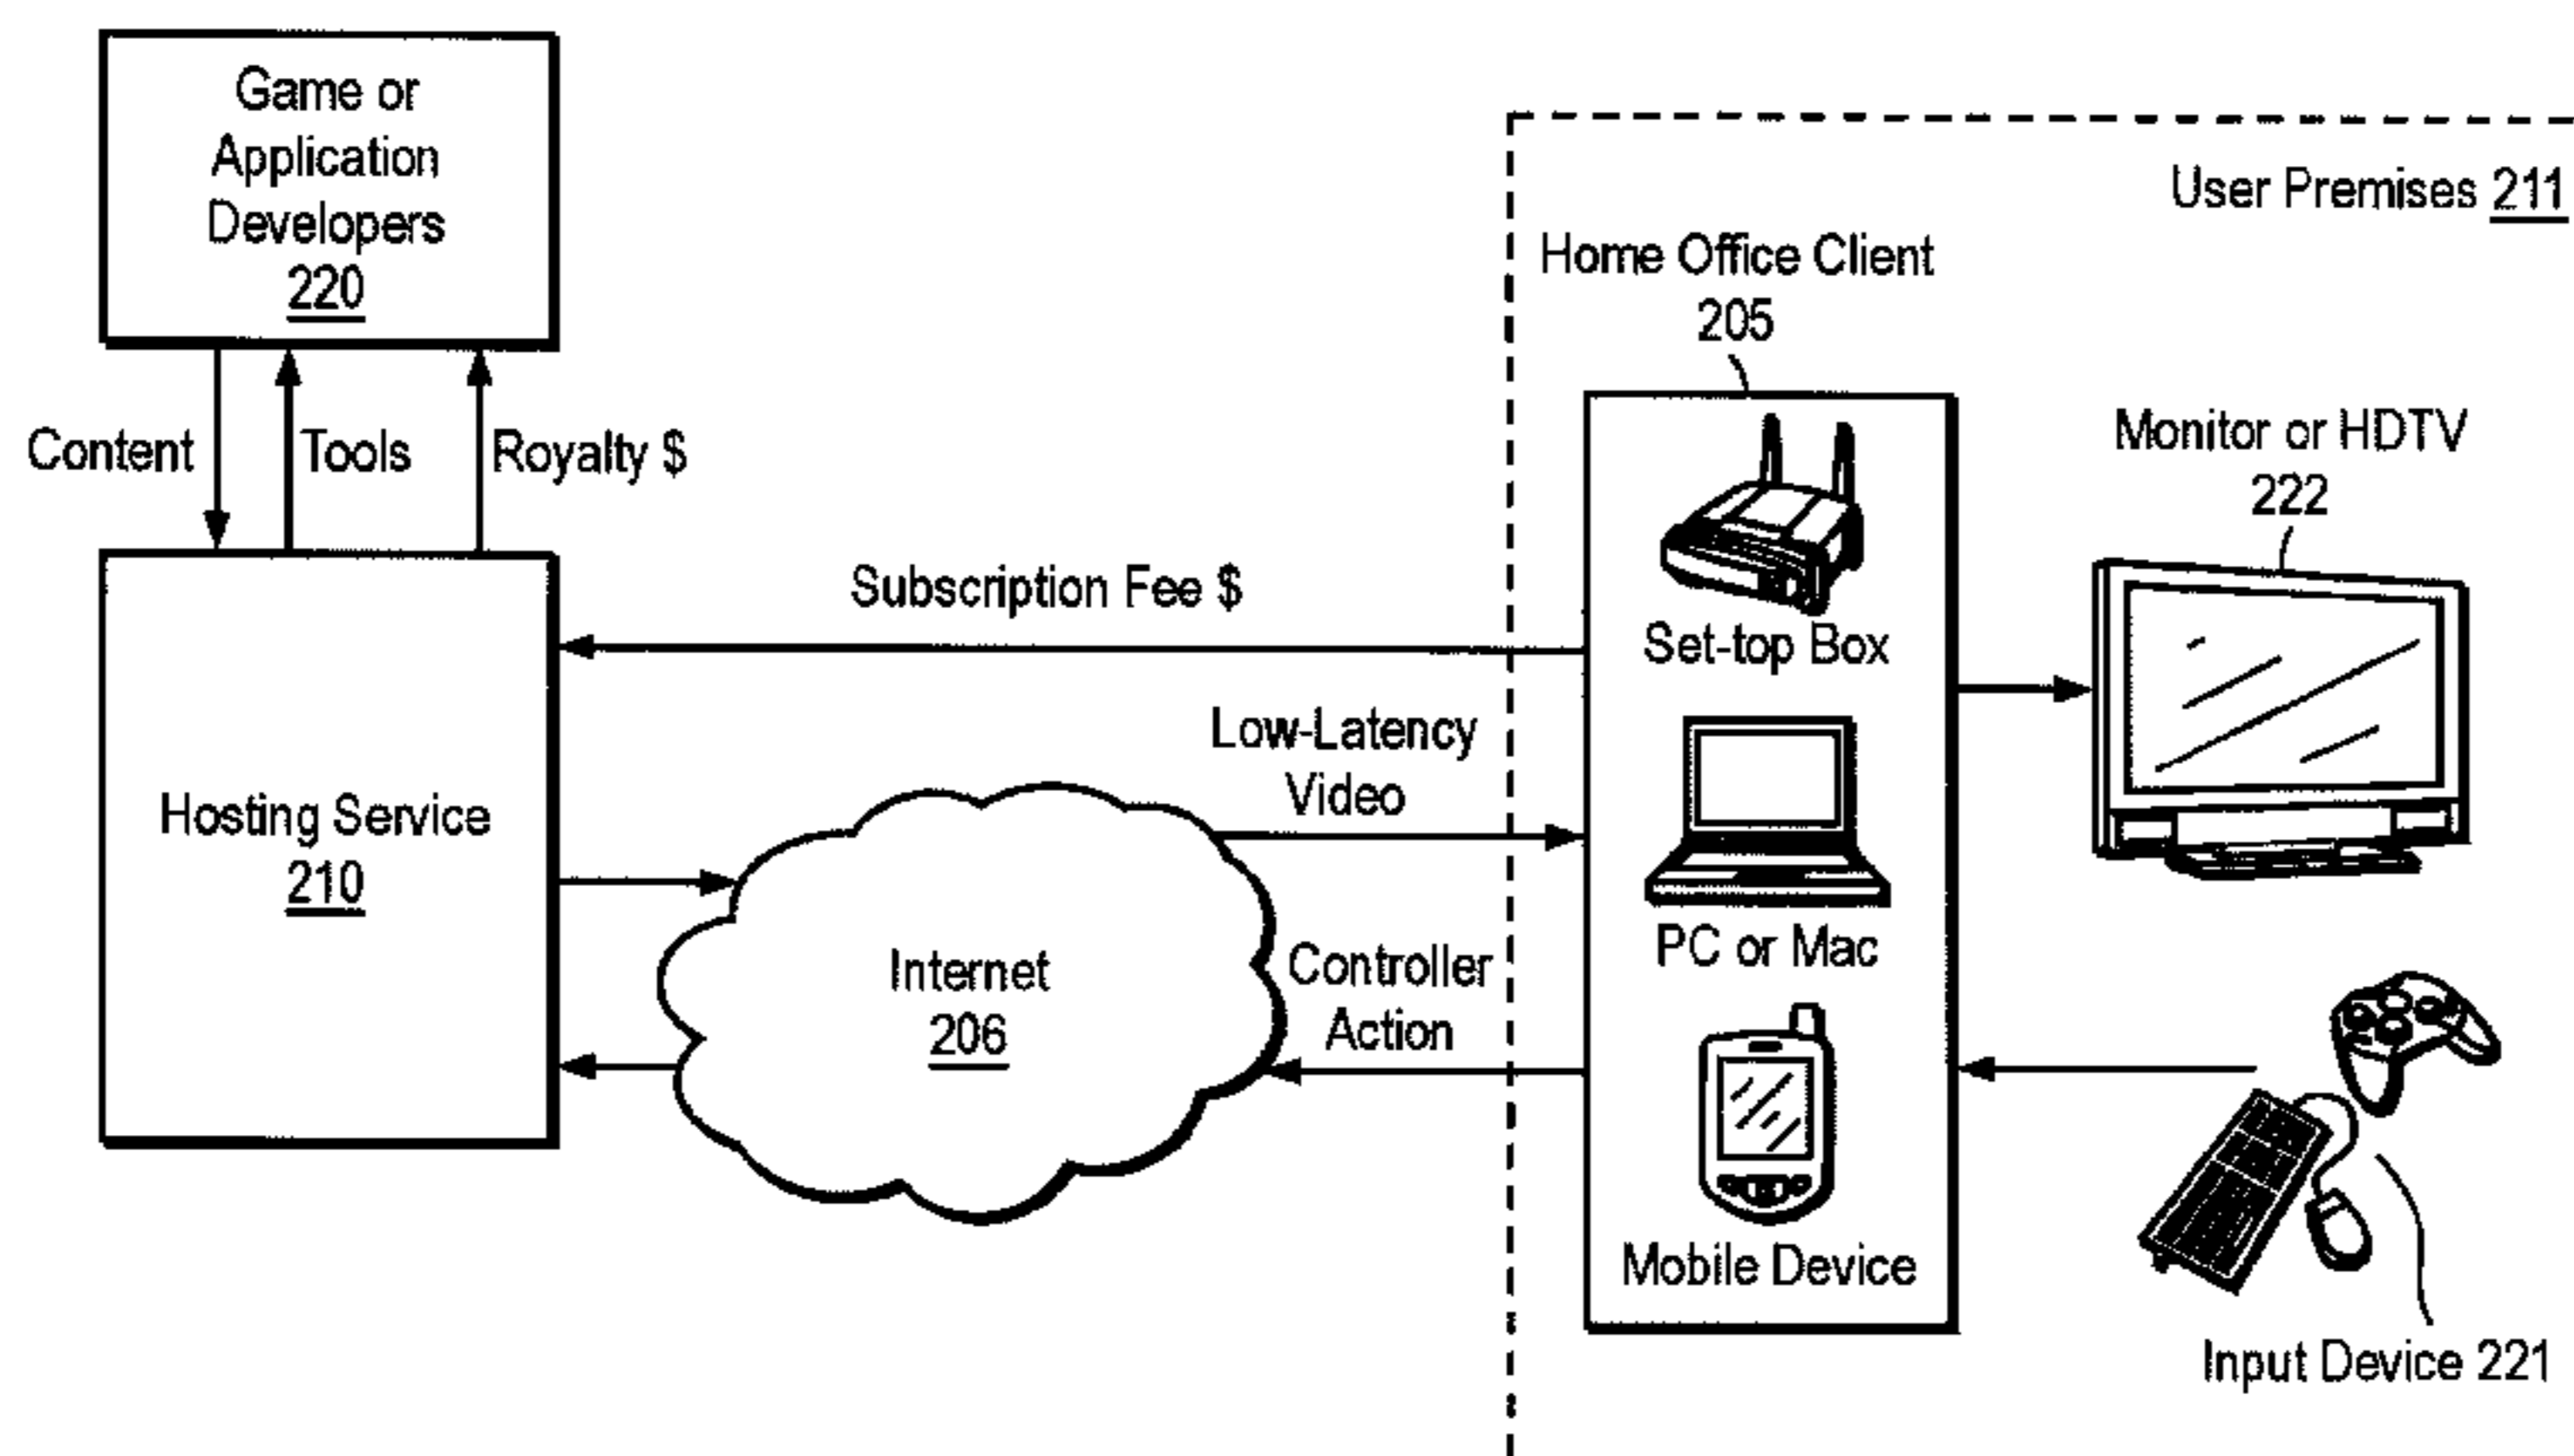 Game or
Application
Developers
220
Content
Tools
Royalty $
Hosting Service
210
Subscription Fee $
Low-Latency
Video
Internet
206
Controller
Action
User Premises 211
Home Office Client
205
Set-top Box
PC or Mac
Mobile Device
Monitor or HDTV
222
Input Device 221